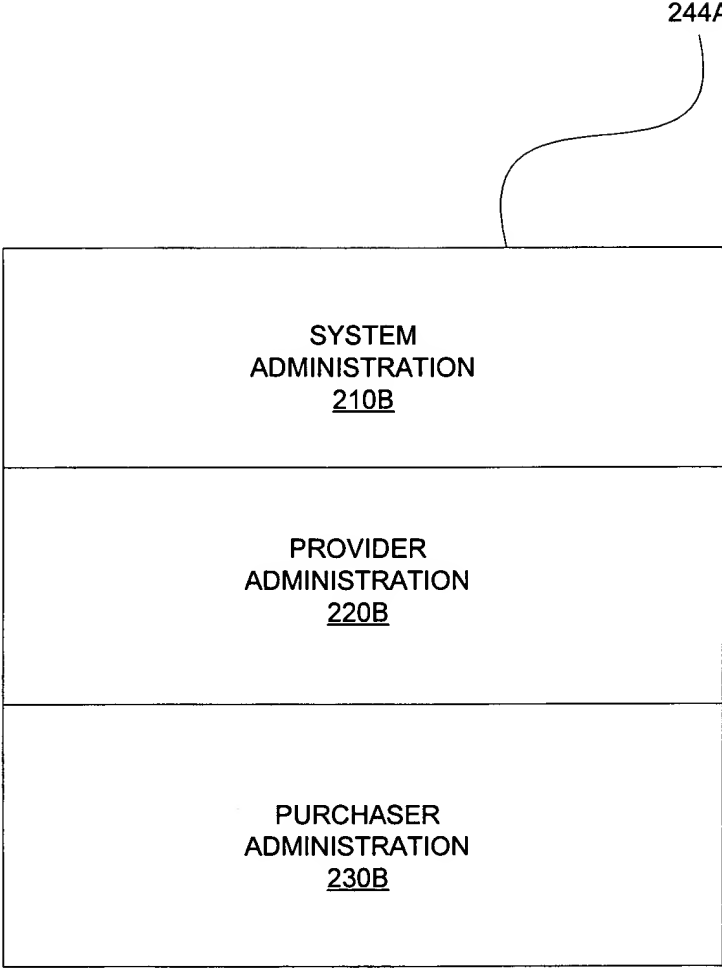 244A
SYSTEM
ADMINISTRATION
210B
PROVIDER
ADMINISTRATION
220B
PURCHASER
ADMINISTRATION
230B